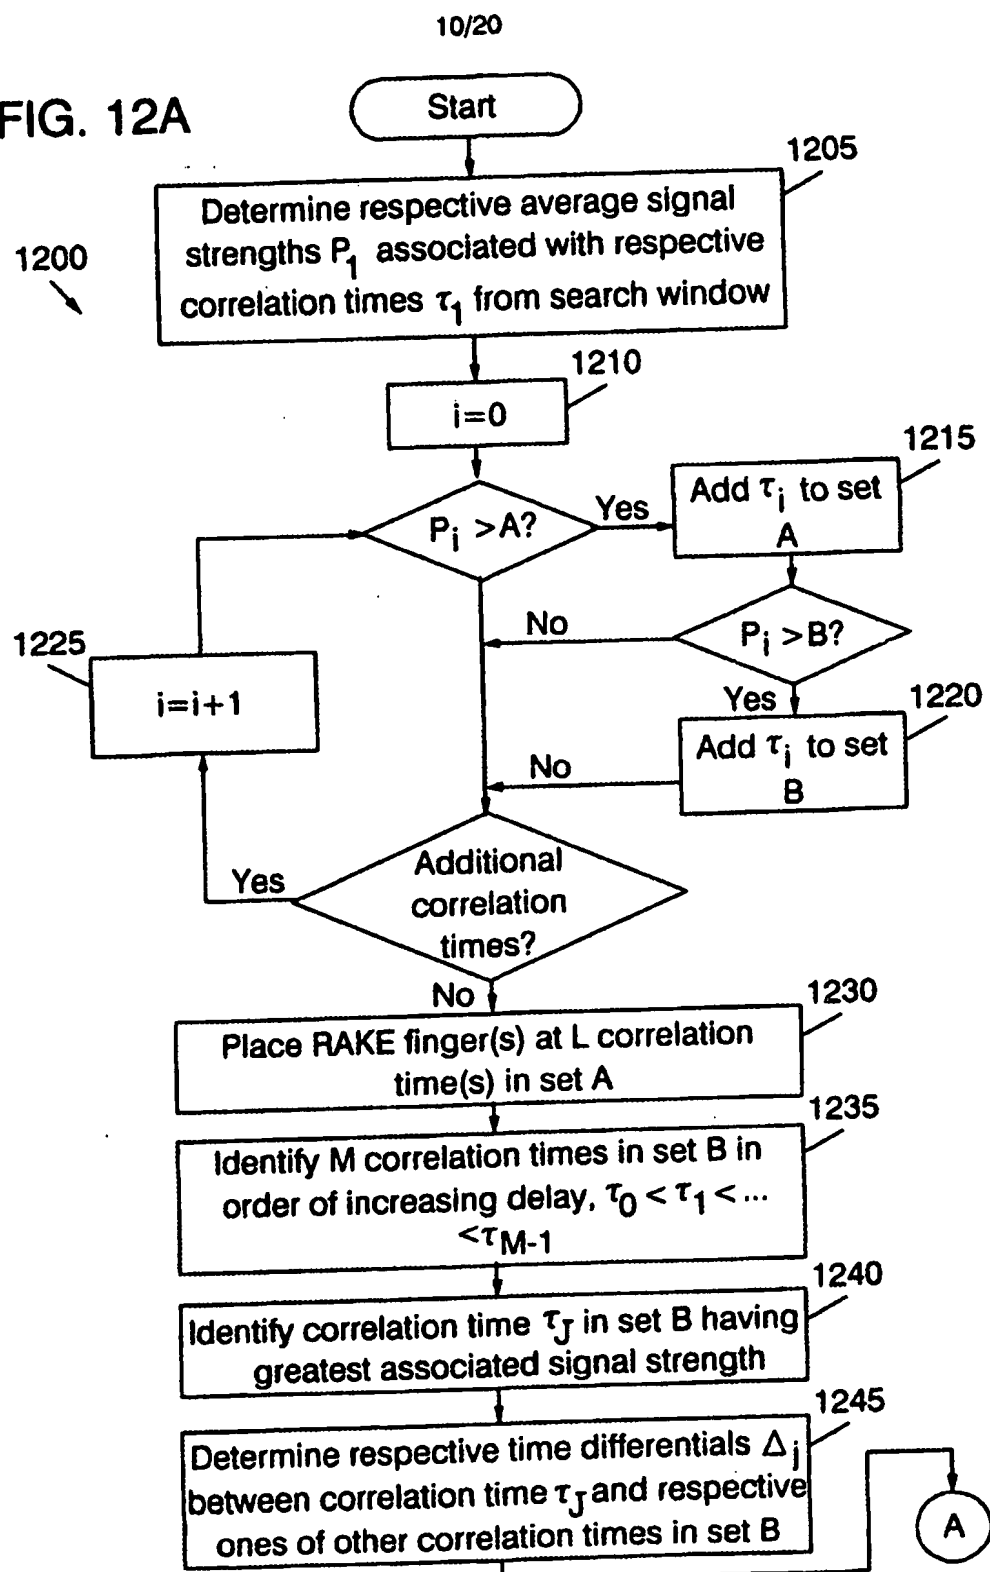 10/20
FIG. 12A
Start
1205
Determine respective average signal
strengths P1 associated with respective
correlation times τ1 from search window
1200
1210
i=0
1215
Pi >A?
Yes
Add τi to set
A
No
Pi >B?
1225
i=i+1
Yes
1220
Add τi to set
B
No
Additional
correlation
times?
Yes
No
1230
Place RAKE finger(s) at L correlation
time(s) in set A
1235
Identify M correlation times in set B in
order of increasing delay, τ0 < τ1 < ...
<τM-1
1240
Identify correlation time τJ in set B having
greatest associated signal strength
1245
Determine respective time differentials Δj
between correlation time τJ and respective
ones of other correlation times in set B
A